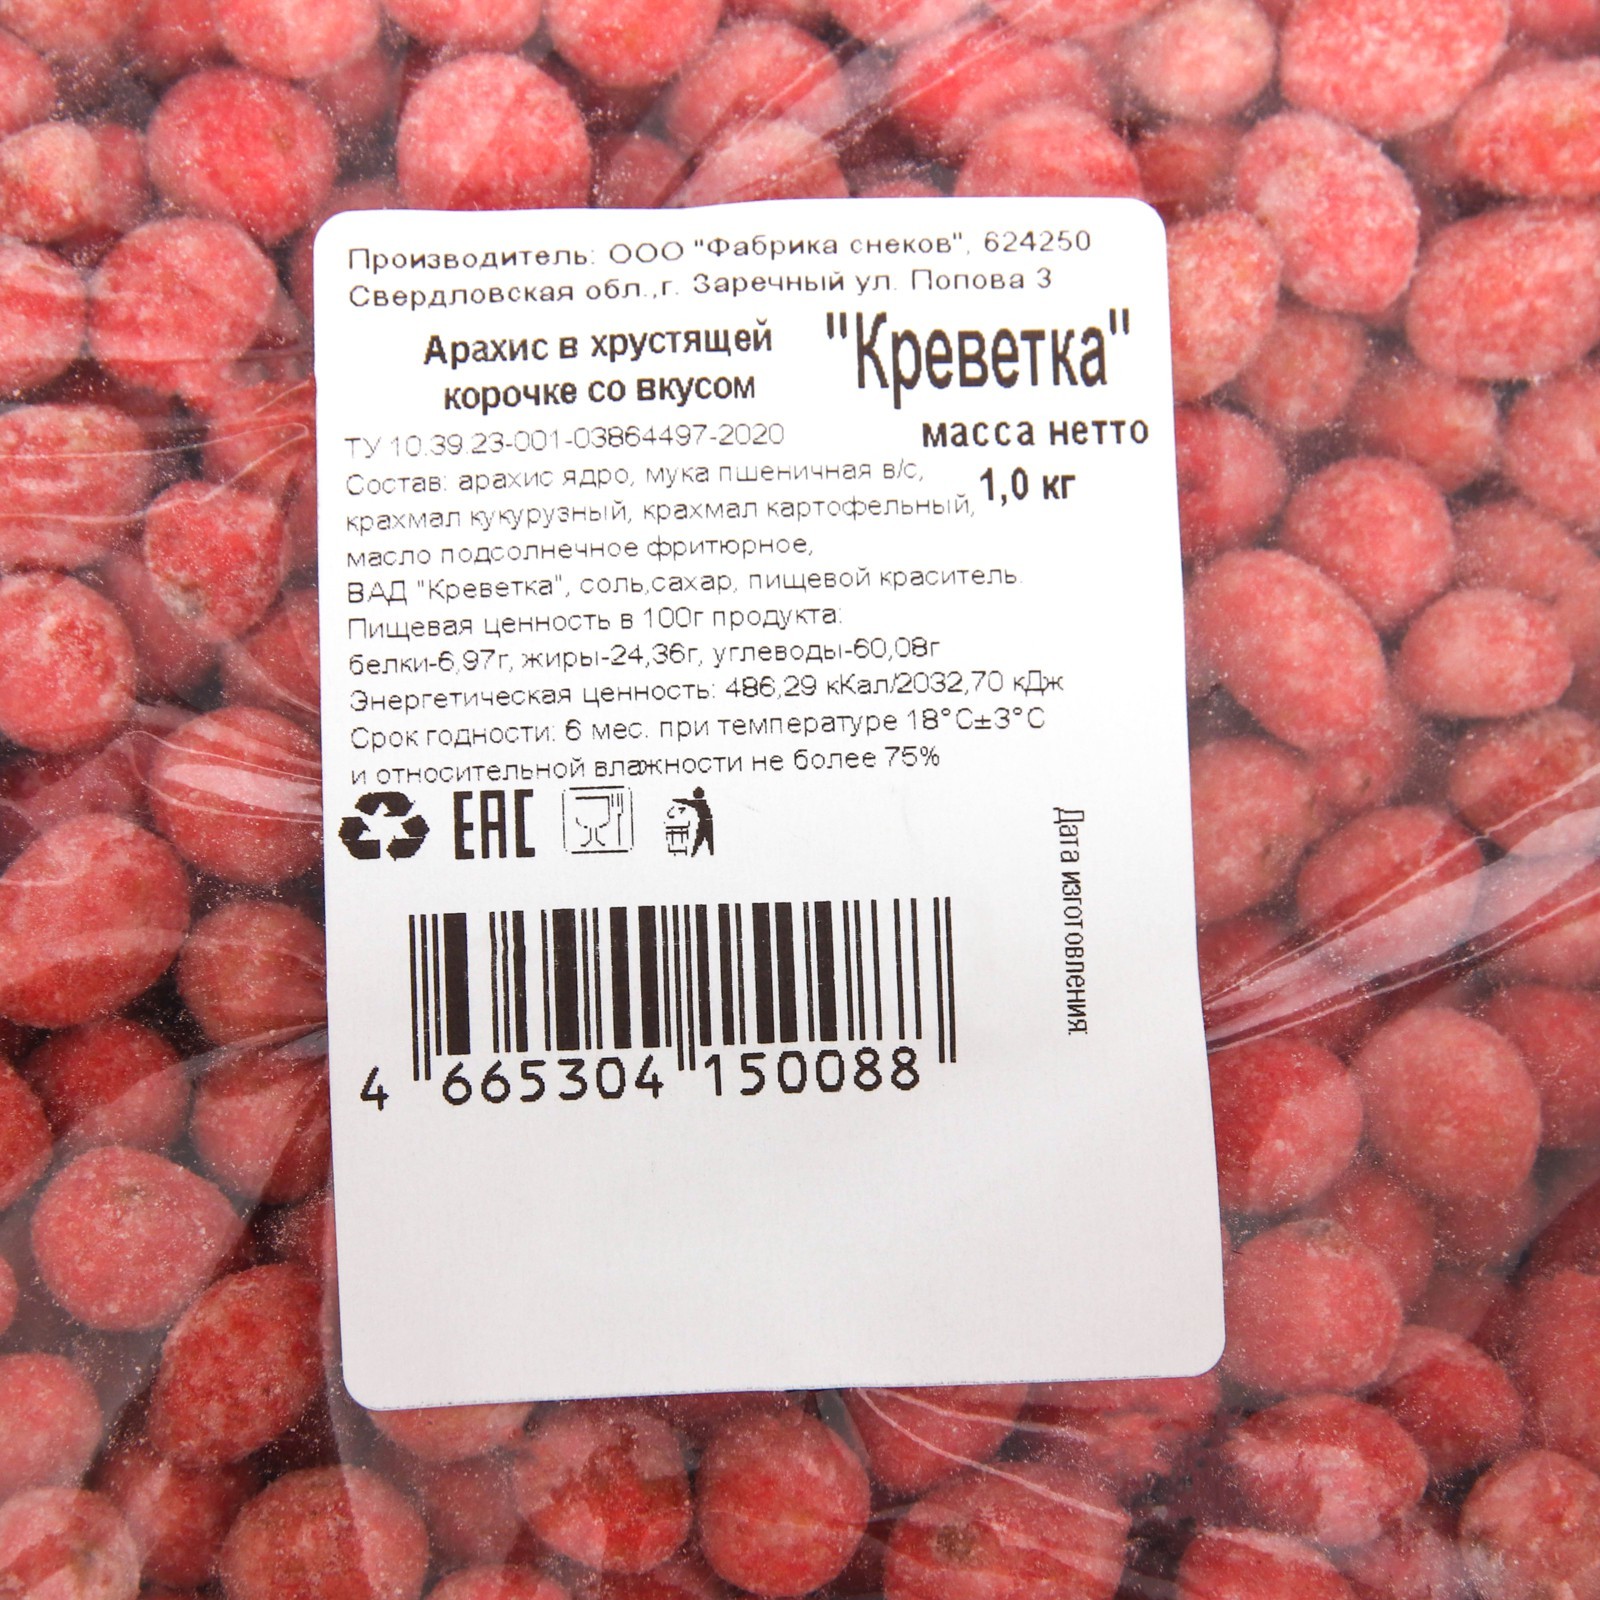 Производитель: ООО "Фабрика снеков", 624250
Свердловская обл.,г. Заречный ул. Попова 3
Арахис в хрустящей
корочке со вкусом
"Креветка"
масса нетто
1,0 кг
ТУ 10.39.23-001-03864497-2020
Состав: арахис ядро, мука пшеничная в/с,
крахмал кукурузный, крахмал картофельный,
масло подсолнечное фритюрное,
ВАД "Креветка", соль,сахар, пищевой краситель.
Пищевая ценность в 100г продукта:
белки-6,97г, жиры-24,36г, углеводы-60,08г
Энергетическая ценность: 486,29 кКал/2032,70 кДж
Срок годности: 6 мес. при температуре 18°C±3°C
и относительной влажности не более 75%
EAC
Дата изготовления:
4 665304 150088